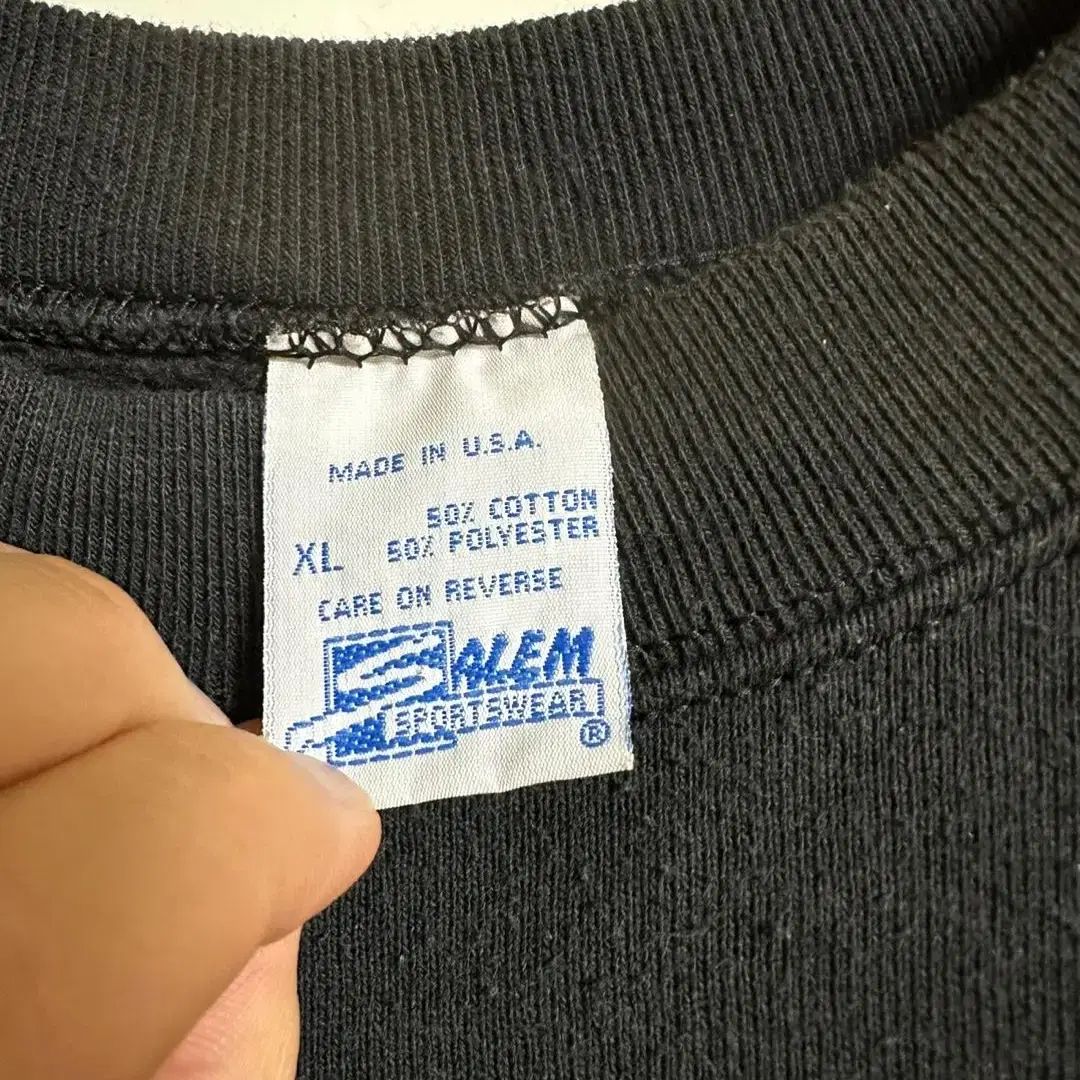 MADE IN U.S.A.
50% COTTON
XL 50% POLYESTER
CARE ON REVERSE
SALEM
SPORTSWEAR
®